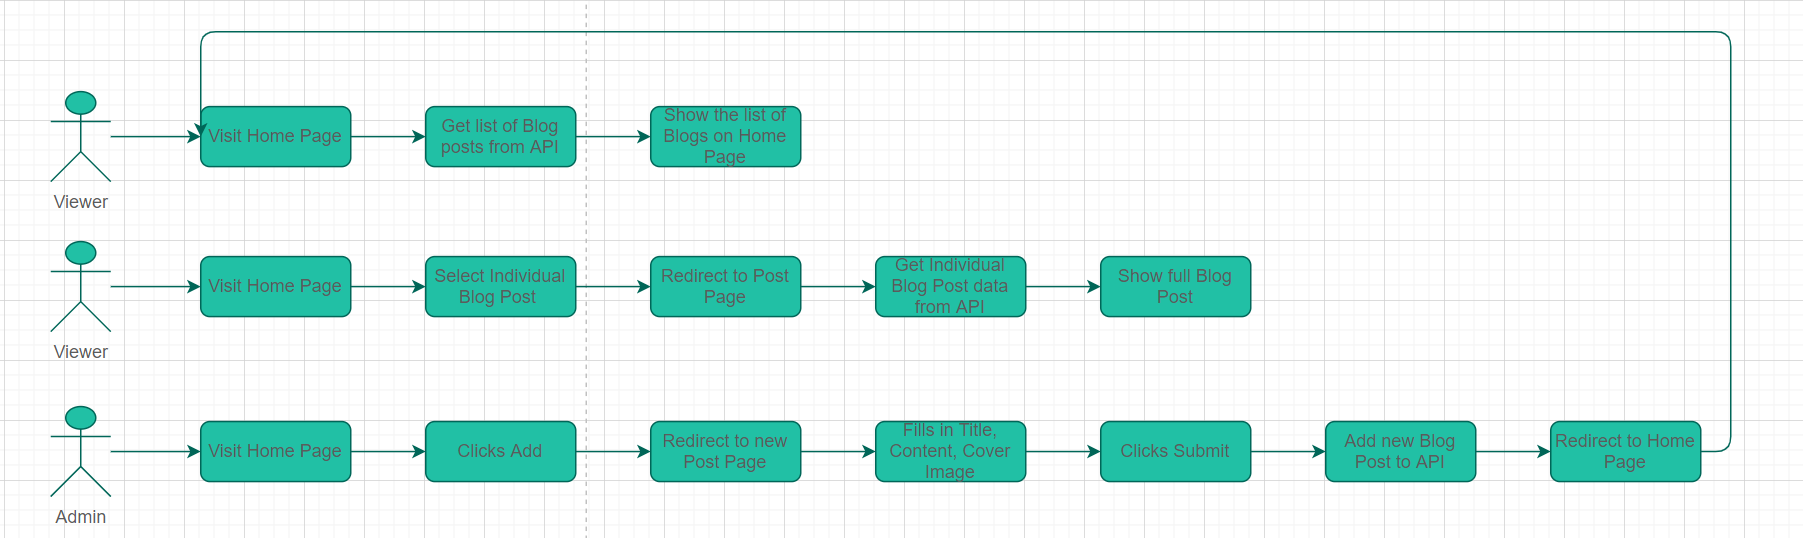 Visit Home Page
Get list of Blog
posts from API
Show the list of
Blogs on Home
Page
Viewer
Visit Home Page
Select Individual
Blog Post
Redirect to Post
Page
Get Individual
Blog Post data
from API
Show full Blog
Post
Viewer
Visit Home Page
Clicks Add
Redirect to new
Post Page
Fills in Title,
Content, Cover
Image
Clicks Submit
Add new Blog
Post to API
Redirect to Home
Page
Admin